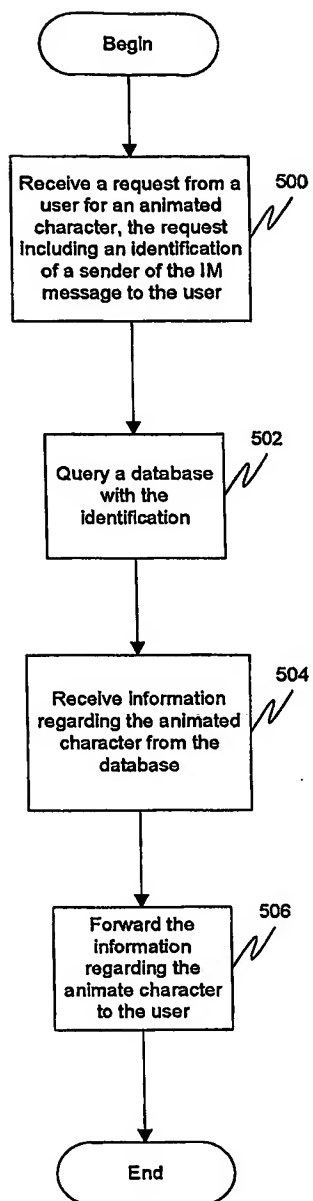 Begin
Receive a request from a
user for an animated
character, the request
including an identification
of a sender of the IM
message to the user
500
502
Query a database
with the
identification
504
Receive information
regarding the animated
character from the
database
506
Forward the
information
regarding the
animate character
to the user
End